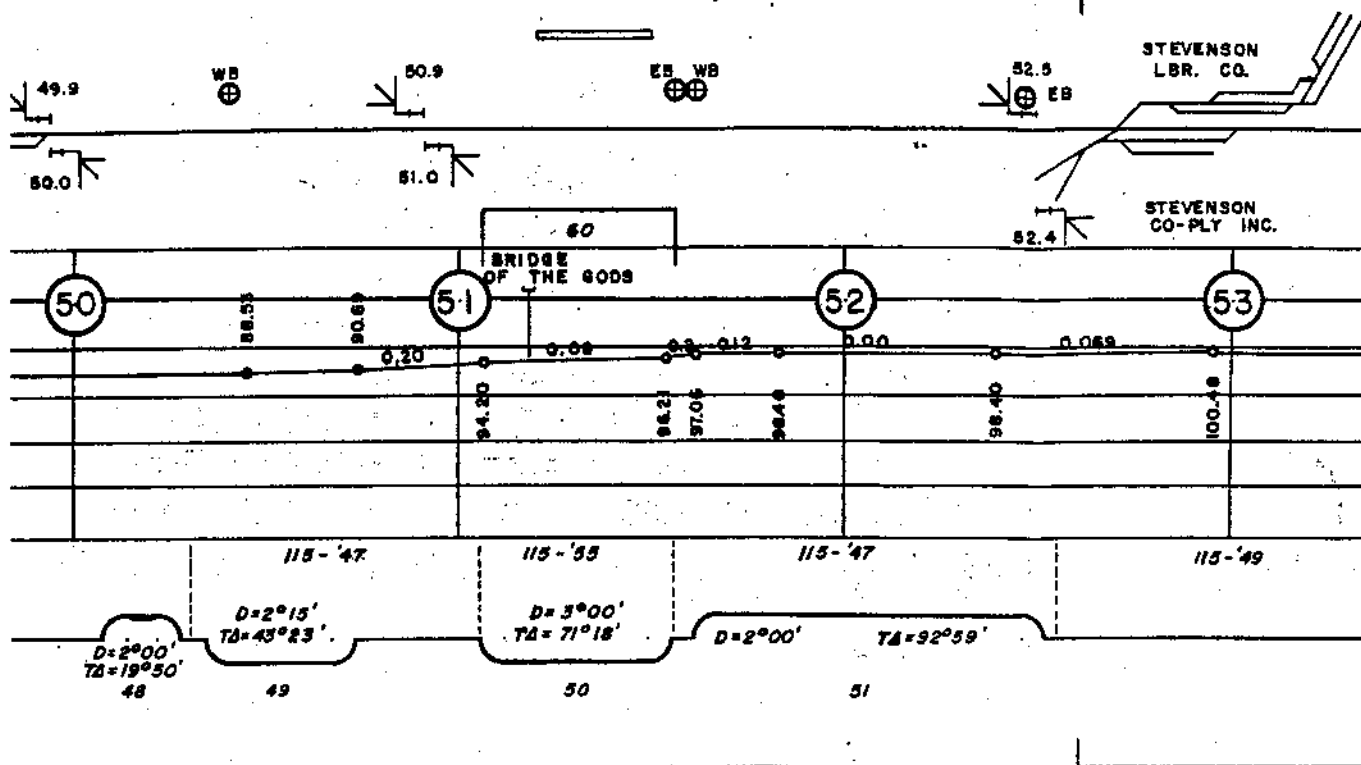 STEVENSON
LBR. CO.
49.9
WB
50.9
EB WB
52.5
EB
50.0
51.0
52.4
STEVENSON
CO-PLY INC.
60
BRIDGE
OF THE GODS
50
51
52
53
88.53
90.69
0.20
0.08
0.12
0.00
0.069
94.20
96.21
97.06
98.48
98.40
100.48
115-'47
115-'55
115-'47
115-'49
D=2°15'
TΔ=43°23'
D=3°00'
TΔ=71°18'
D=2°00'
TΔ=92°59'
D=2°00'
TΔ=19°50'
48
49
50
51